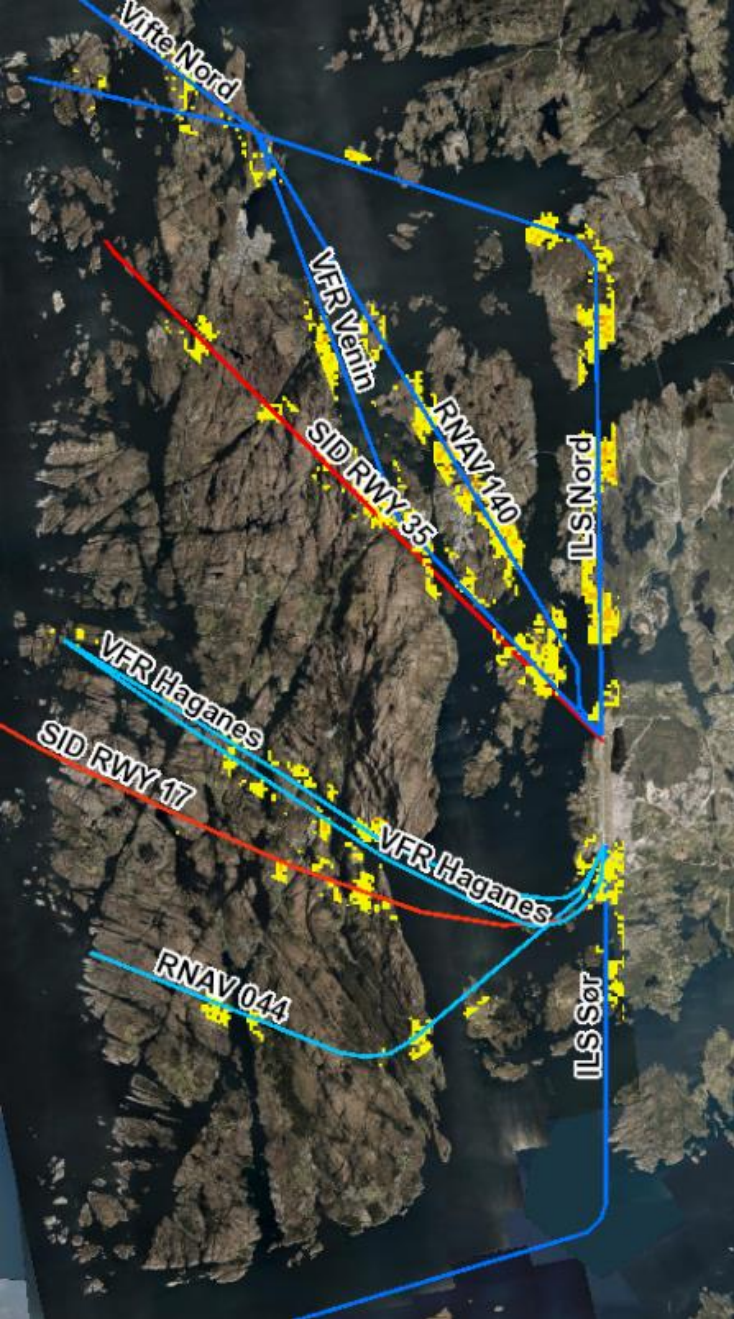 Vifte Nord
VFR Venin
RNAV 140
SID RWY 35
ILS Nord
VFR Haganes
SID RWY 17
VFR Haganes
RNAV 044
ILS Sør